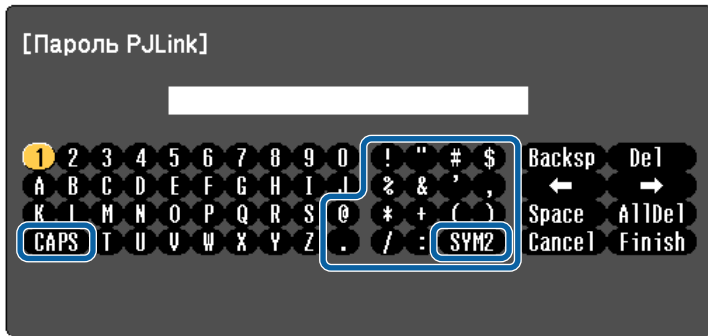 [Пароль PJLink]
1 2 3 4 5 6 7 8 9 0 ! " # $ Backsp Del
A B C D E F G H I J % & ' , ← →
K L M N O P Q R S @ * + ( ) Space AllDel
CAPS T U V W X Y Z . / : SYM2 Cancel Finish